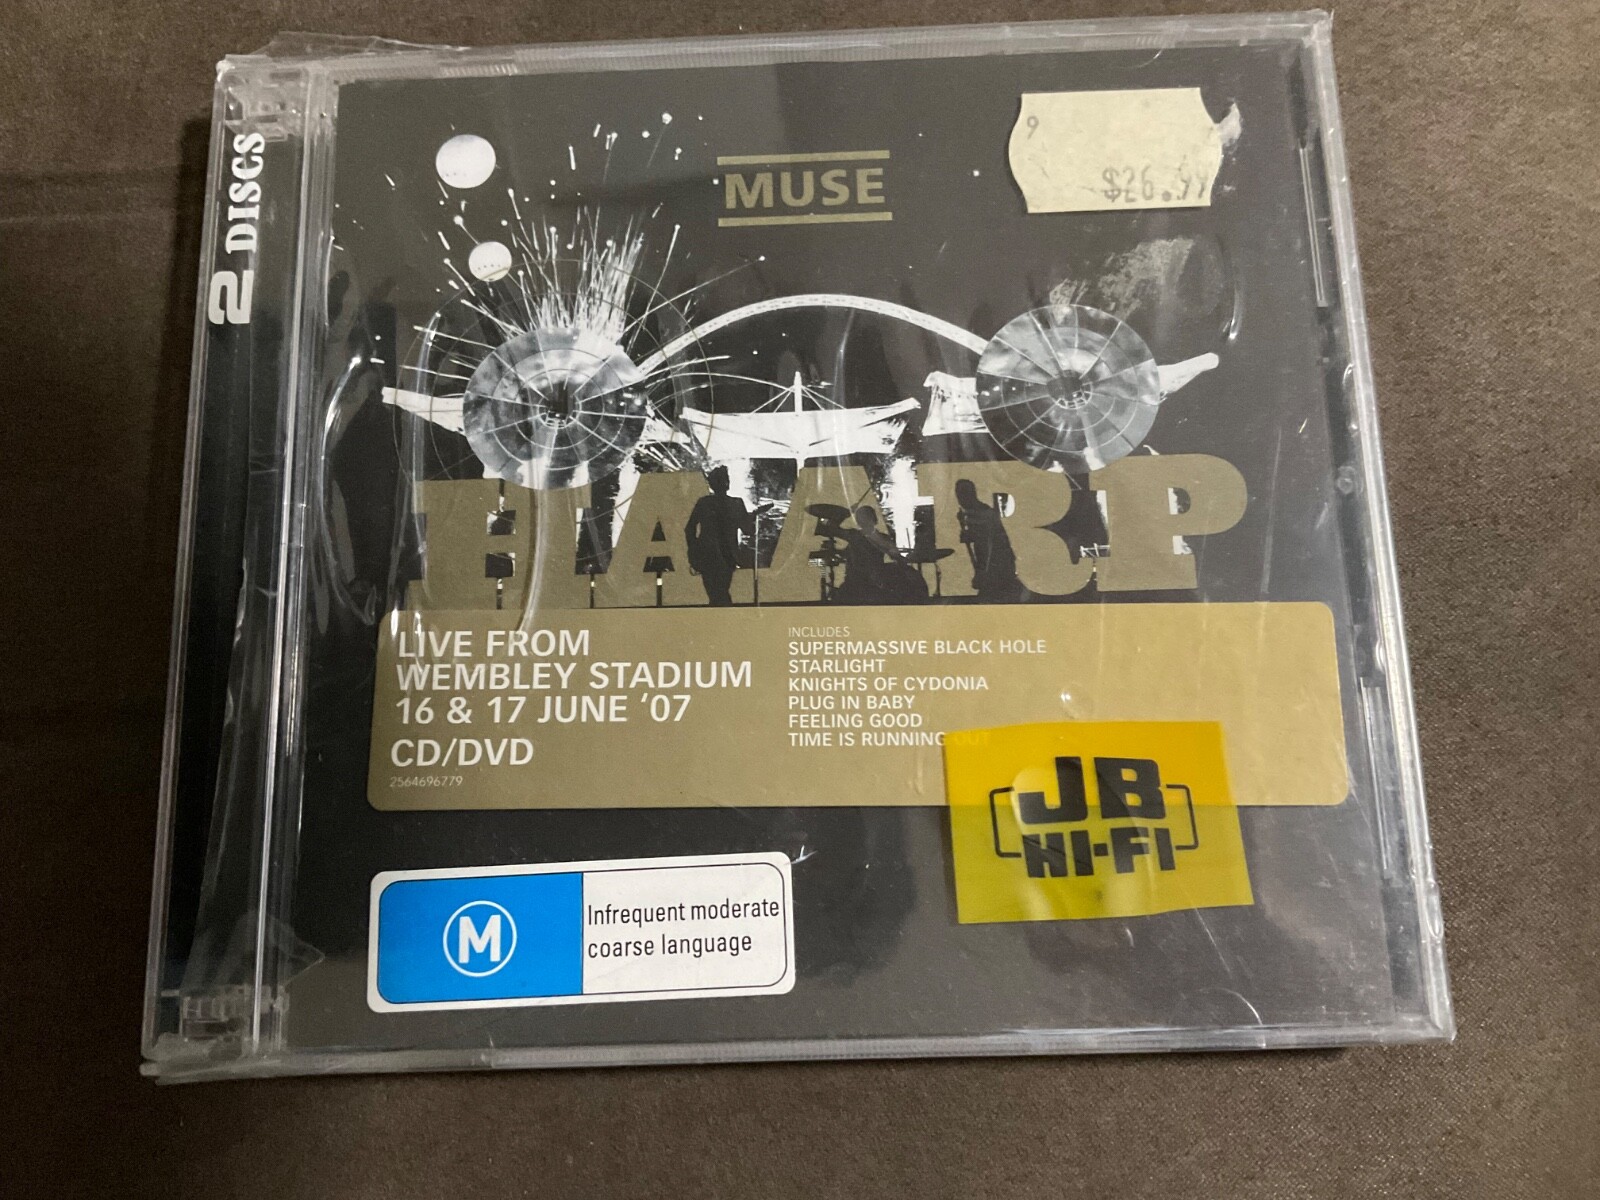 2 DISCS
MUSE
9
$26.99
HAARP
LIVE FROM
WEMBLEY STADIUM
16 & 17 JUNE '07
CD/DVD
2564696779
INCLUDES
SUPERMASSIVE BLACK HOLE
STARLIGHT
KNIGHTS OF CYDONIA
PLUG IN BABY
FEELING GOOD
TIME IS RUNNING OUT
JB
HI-FI
M
Infrequent moderate
coarse language